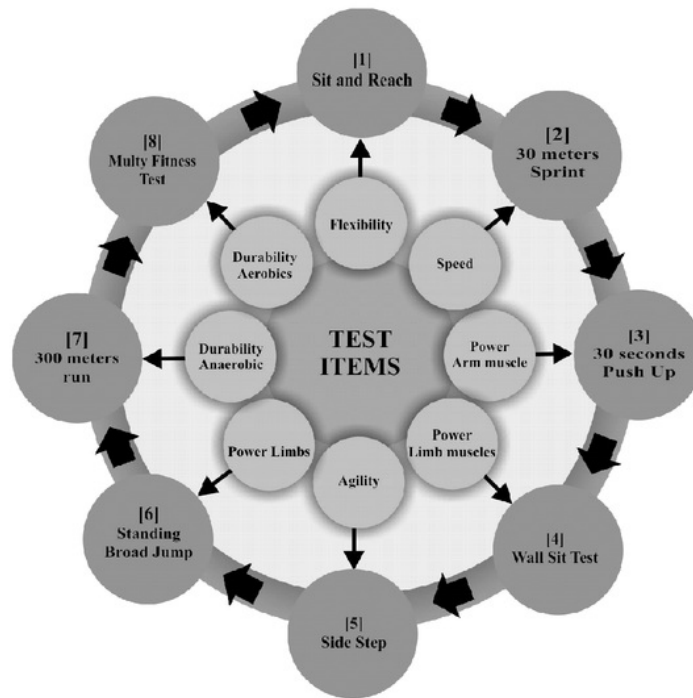 [1]
Sit and Reach
[2]
30 meters
Sprint
[3]
30 seconds
Push Up
[4]
Wall Sit Test
[5]
Side Step
[6]
Standing
Broad Jump
[7]
300 meters
run
[8]
Multy Fitness
Test
Flexibility
Speed
Power
Arm muscle
Power
Limb muscles
Agility
Power Limbs
Durability
Anaerobic
Durability
Aerobics
TEST
ITEMS